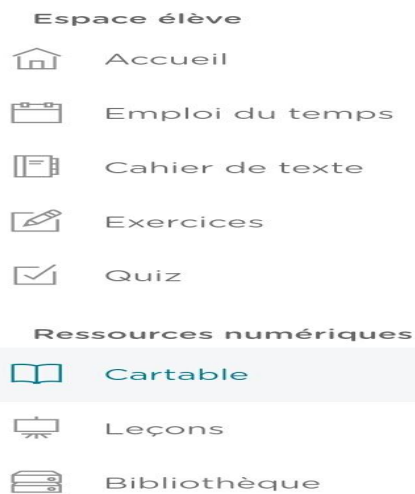 Espace élève
Accueil
Emploi du temps
Cahier de texte
Exercices
Quiz
Ressources numériques
Cartable
Leçons
Bibliothèque